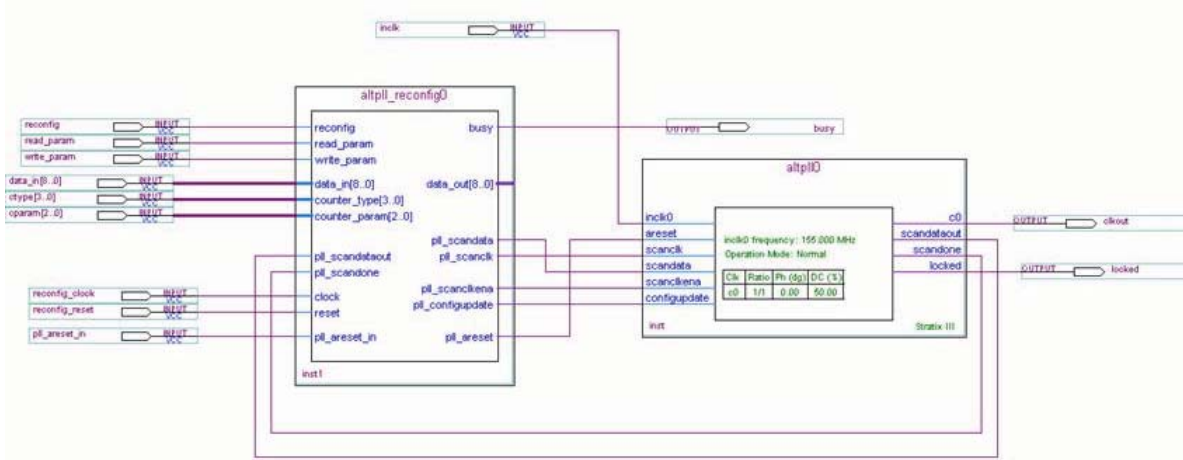 inclk INPUT VCC
altpll_reconfig0
reconfig INPUT VCC
read_param INPUT VCC
write_param INPUT VCC
data_in[8..0] INPUT VCC
ctype[3..0] INPUT VCC
cparam[2..0] INPUT VCC
reconfig_clock INPUT VCC
reconfig_reset INPUT VCC
pll_areset_in INPUT VCC
reconfig busy
read_param
write_param
data_in[8..0] data_out[8..0]
counter_type[3..0]
counter_param[2..0]
pll_scandata
pll_scandataout pll_scanclk
pll_scandone
pll_scanclkena
clock pll_configupdate
reset
pll_areset_in pll_areset
inst1
OUTPUT busy
altpll0
inclk0 c0
areset scandataout
scanclk scandone
scandata locked
scanclkena
configupdate
inclk0 frequency: 155.000 MHz
Operation Mode: Normal
Clk Ratio Ph (dg) DC (%)
c0 1/1 0.00 50.00
inst Stratix III
OUTPUT clkout
OUTPUT locked